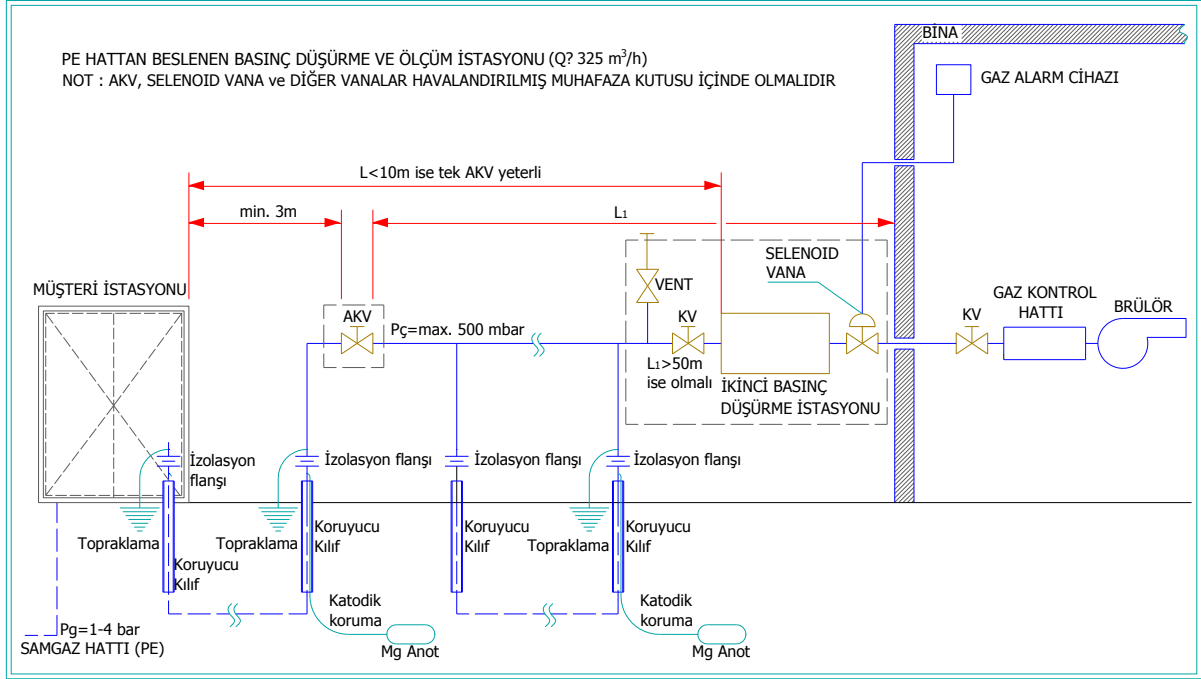 PE HATTAN BESLENEN BASINÇ DÜŞÜRME VE ÖLÇÜM İSTASYONU (Q? 325 m³/h)
NOT : AKV, SELENOID VANA ve DİĞER VANALAR HAVALANDIRILMIŞ MUHAFAZA KUTUSU İÇİNDE OLMALIDIR
BİNA
GAZ ALARM CİHAZI
L<10m ise tek AKV yeterli
min. 3m
L1
MÜŞTERİ İSTASYONU
SELENOID
VANA
VENT
AKV
Pç=max. 500 mbar
KV
L1>50m
ise olmalı
İKİNCİ BASINÇ
DÜŞÜRME İSTASYONU
KV
GAZ KONTROL
HATTI
BRÜLÖR
İzolasyon
flanşı
İzolasyon flanşı
İzolasyon flanşı
İzolasyon flanşı
Topraklama
Koruyucu
Kılıf
Topraklama
Koruyucu
Kılıf
Koruyucu
Kılıf
Topraklama
Koruyucu
Kılıf
Katodik
koruma
Mg Anot
Katodik
koruma
Mg Anot
Pg=1-4 bar
SAMGAZ HATTI (PE)